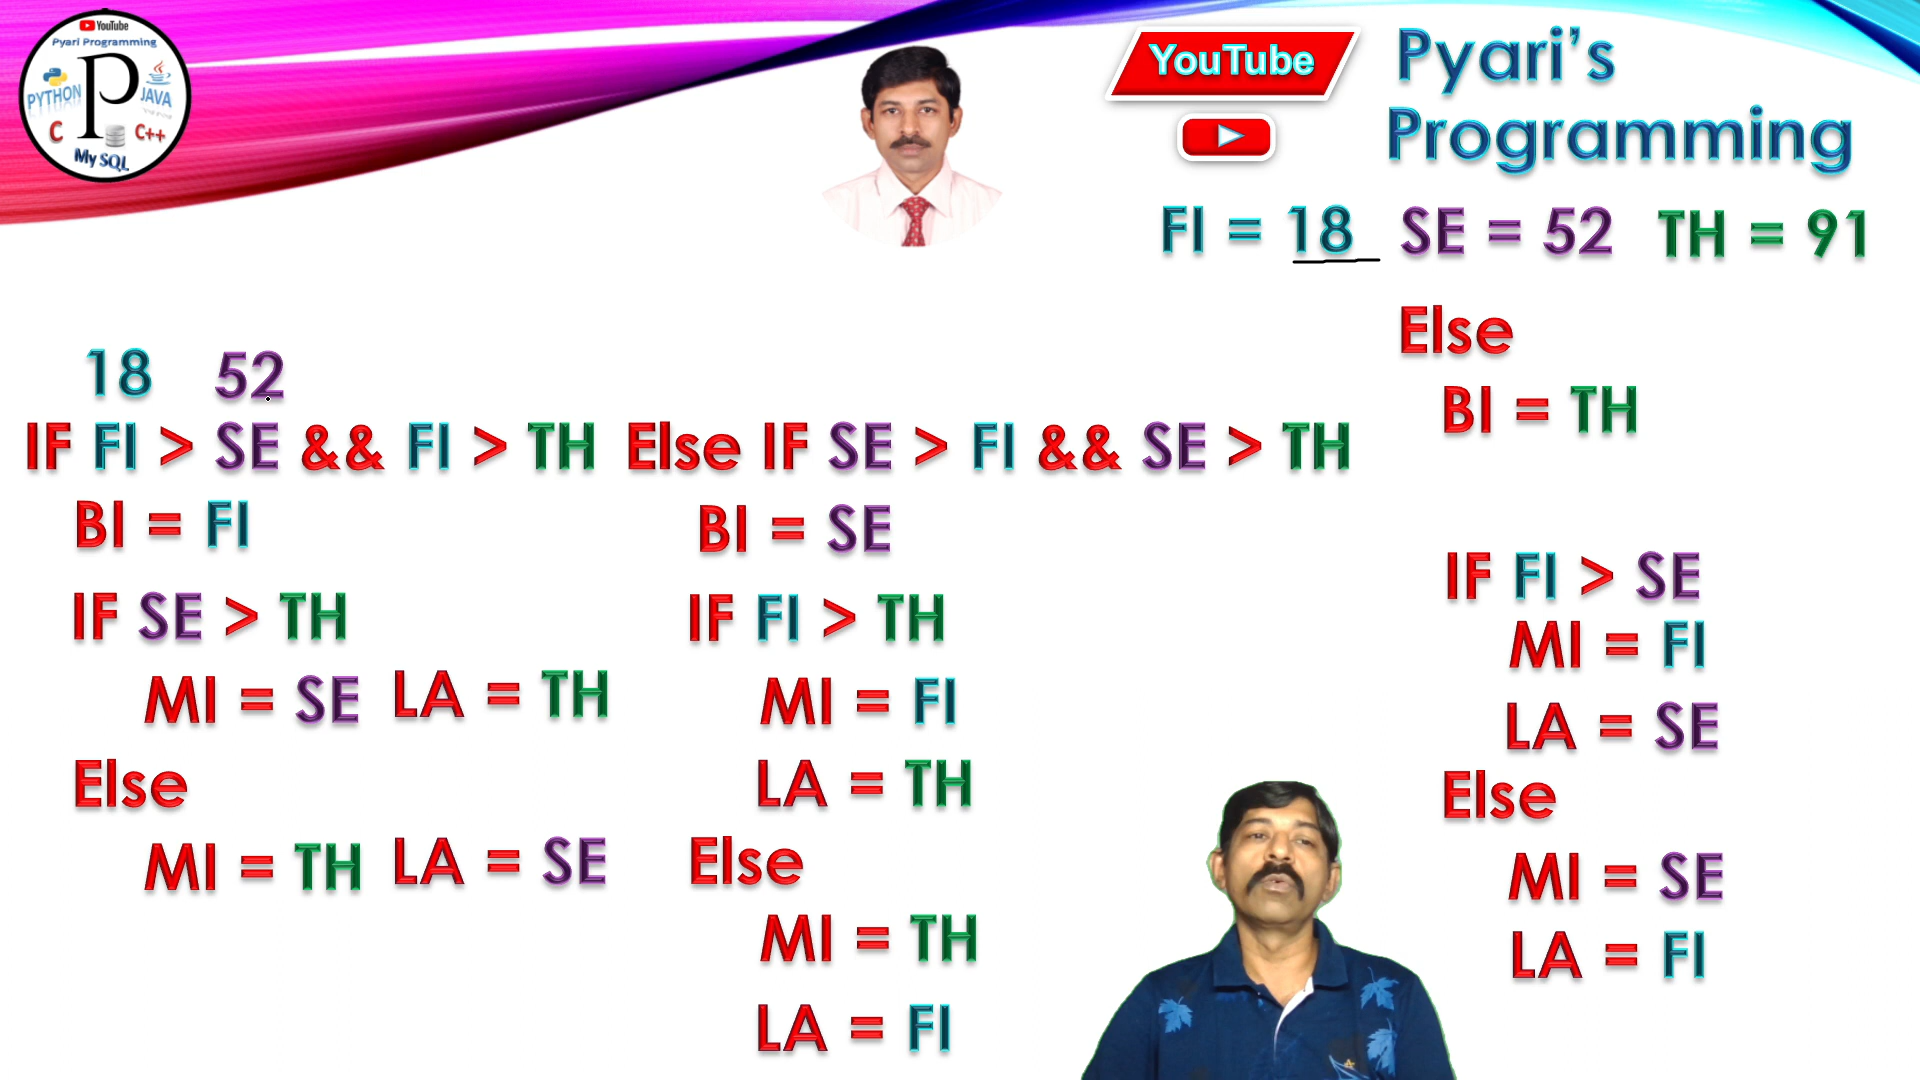 YouTube
Pyari Programming
PYTHON
JAVA
P
C
C++
My SQL
YouTube
Pyari's
Programming
FI = 18 SE = 52 TH = 91
18 52
IF FI > SE && FI > TH
BI = FI
IF SE > TH
MI = SE LA = TH
Else
MI = TH LA = SE
Else IF SE > FI && SE > TH
BI = SE
IF FI > TH
MI = FI
LA = TH
Else
MI = TH
LA = FI
Else
BI = TH
IF FI > SE
MI = FI
LA = SE
Else
MI = SE
LA = FI